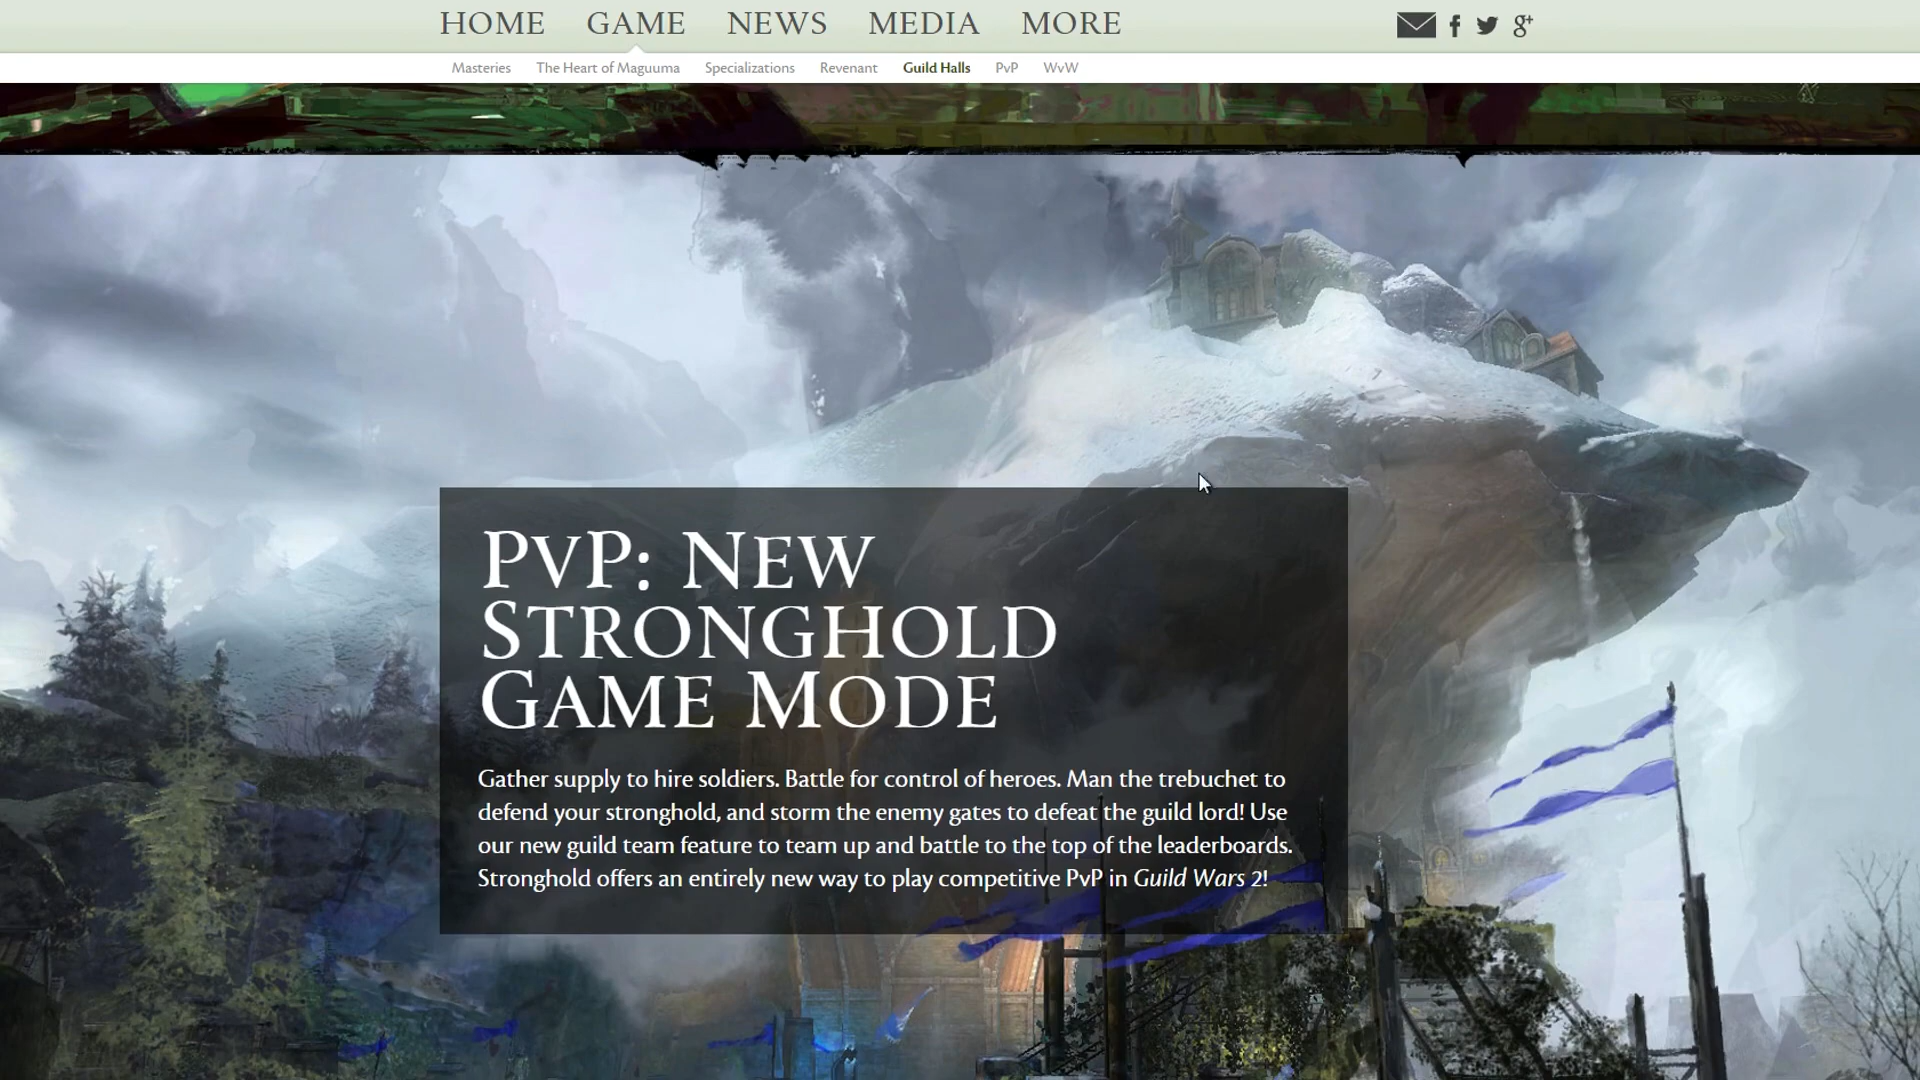 HOME GAME NEWS MEDIA MORE
Masteries The Heart of Maguuma Specializations Revenant Guild Halls PvP WvW
PVP: NEW
STRONGHOLD
GAME MODE
Gather supply to hire soldiers. Battle for control of heroes. Man the trebuchet to
defend your stronghold, and storm the enemy gates to defeat the guild lord! Use
our new guild team feature to team up and battle to the top of the leaderboards.
Stronghold offers an entirely new way to play competitive PvP in Guild Wars 2!